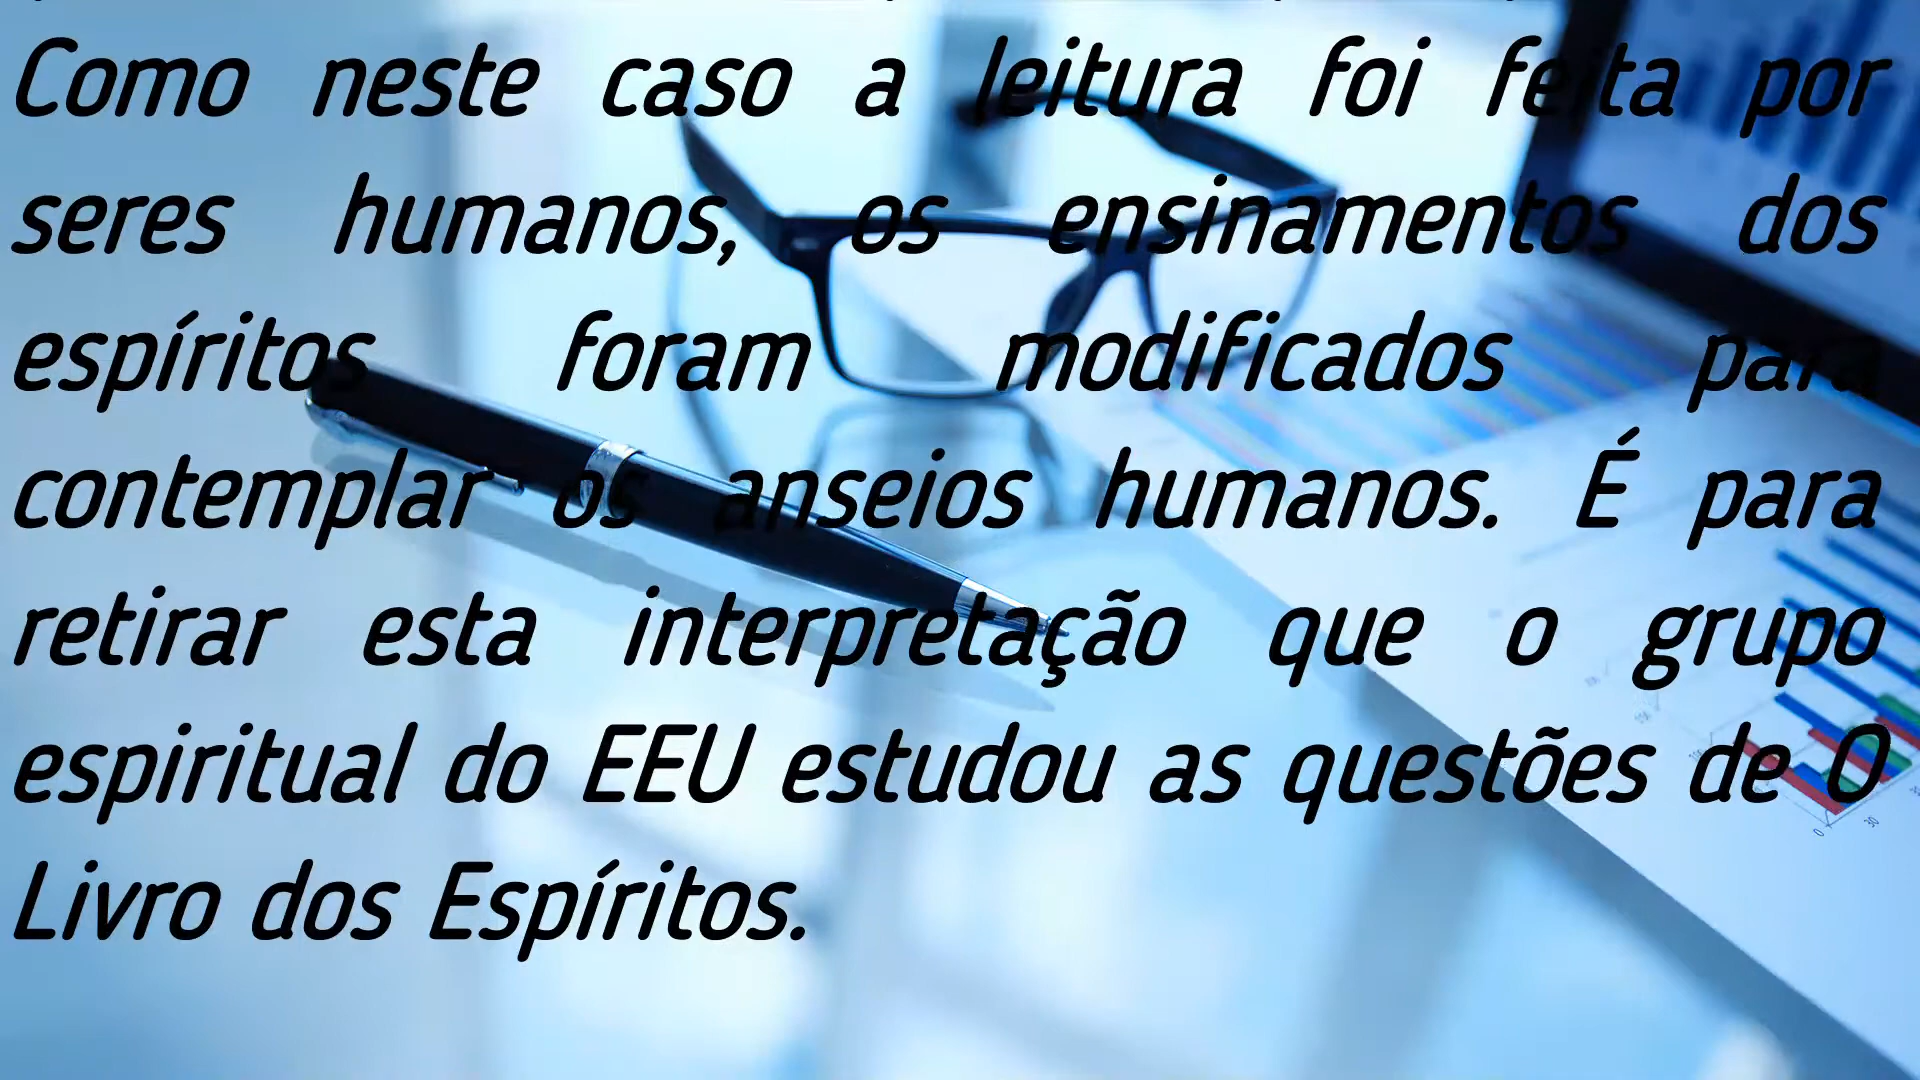 Como neste caso a leitura foi feita por
seres humanos, os ensinamentos dos
espíritos foram modificados para
contemplar os anseios humanos. É para
retirar esta interpretação que o grupo
espiritual do EEU estudou as questões de O
Livro dos Espíritos.